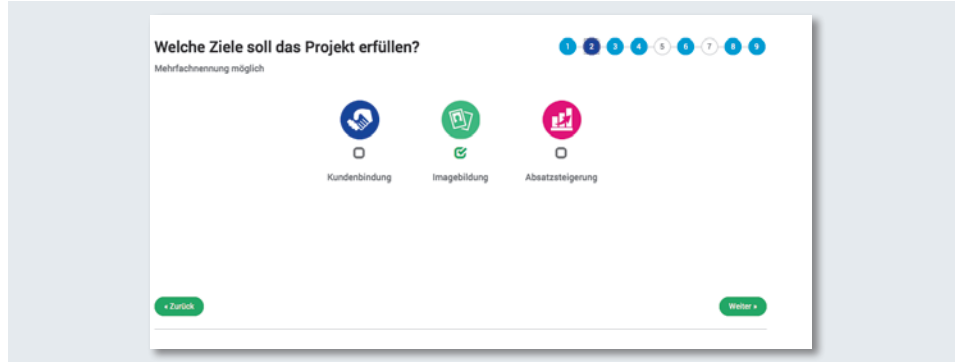 Welche Ziele soll das Projekt erfüllen?
1 2 3 4 5 6 7 8 9
Mehrfachnennung möglich
Kundenbindung Imagebildung Absatzsteigerung
« Zurück Weiter »